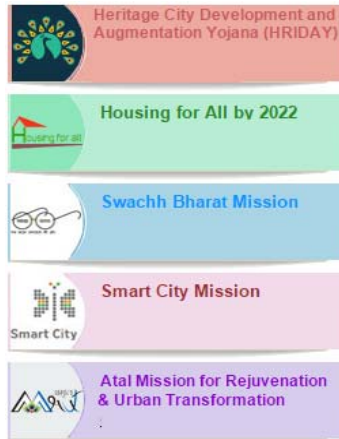 Heritage City Development and
Augmentation Yojana (HRIDAY)
Housing for All by 2022
Housing for all
Swachh Bharat Mission
Smart City Mission
Smart City
Atal Mission for Rejuvenation
& Urban Transformation
: